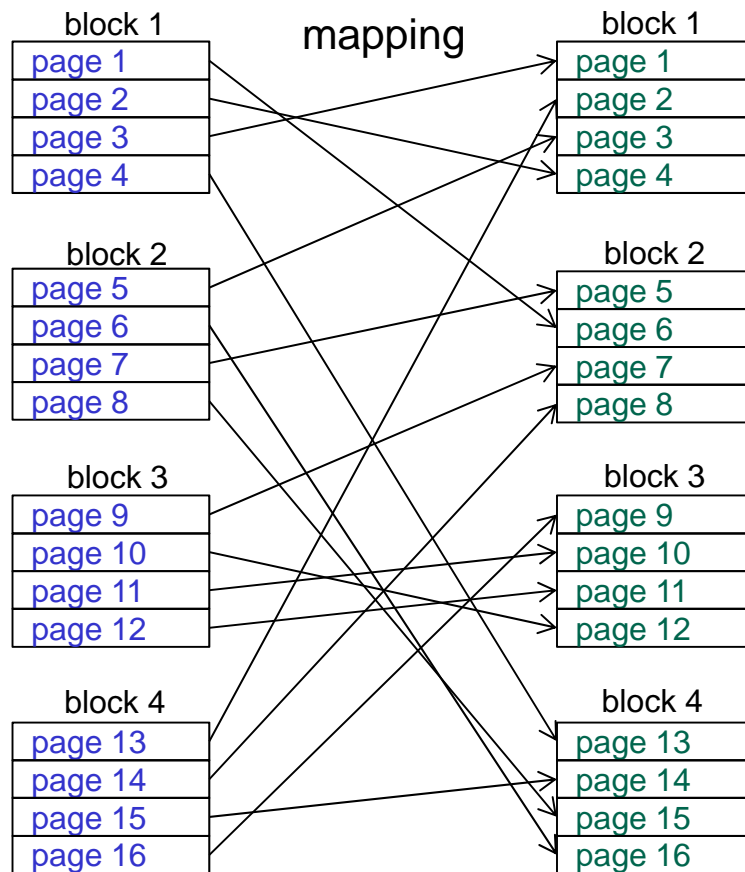 mapping
block 1
page 1
page 2
page 3
page 4
block 2
page 5
page 6
page 7
page 8
block 3
page 9
page 10
page 11
page 12
block 4
page 13
page 14
page 15
page 16
block 1
page 1
page 2
page 3
page 4
block 2
page 5
page 6
page 7
page 8
block 3
page 9
page 10
page 11
page 12
block 4
page 13
page 14
page 15
page 16